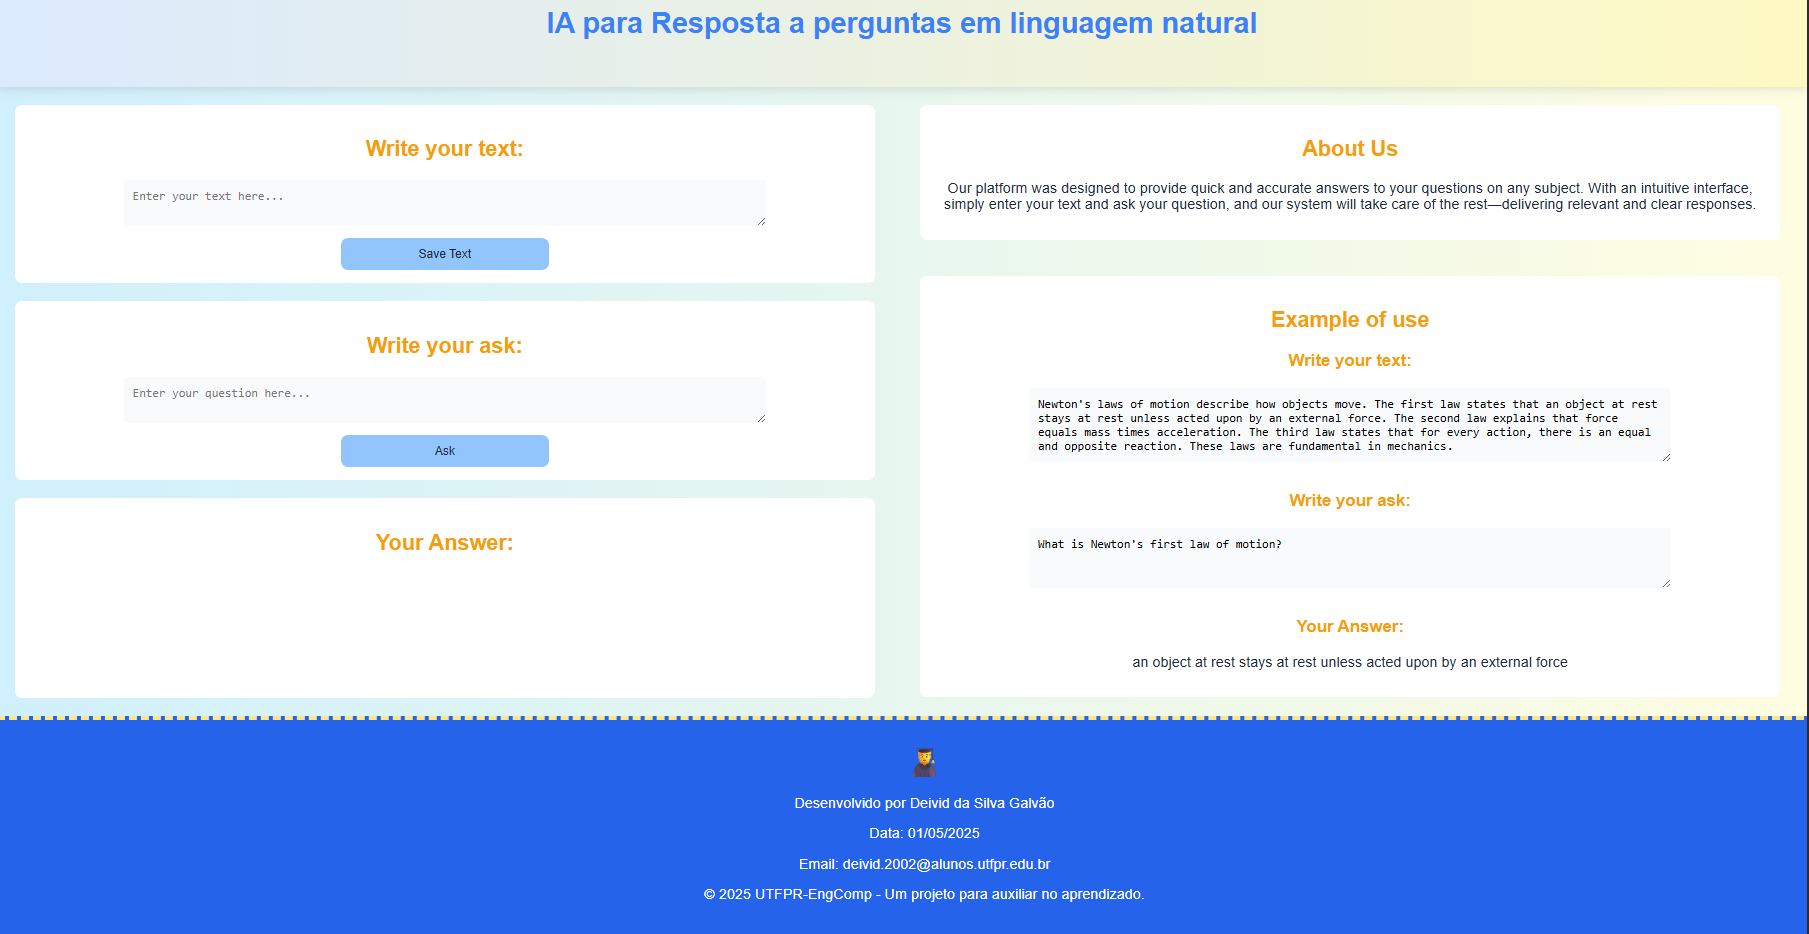 IA para Resposta a perguntas em linguagem natural
Write your text:
Enter your text here...
Save Text
Write your ask:
Enter your question here...
Ask
Your Answer:
About Us
Our platform was designed to provide quick and accurate answers to your questions on any subject. With an intuitive interface,
simply enter your text and ask your question, and our system will take care of the rest—delivering relevant and clear responses.
Example of use
Write your text:
Newton's laws of motion describe how objects move. The first law states that an object at rest
stays at rest unless acted upon by an external force. The second law explains that force
equals mass times acceleration. The third law states that for every action, there is an equal
and opposite reaction. These laws are fundamental in mechanics.
Write your ask:
What is Newton's first law of motion?
Your Answer:
an object at rest stays at rest unless acted upon by an external force
Desenvolvido por Deivid da Silva Galvão
Data: 01/05/2025
Email: deivid.2002@alunos.utfpr.edu.br
© 2025 UTFPR-EngComp - Um projeto para auxiliar no aprendizado.